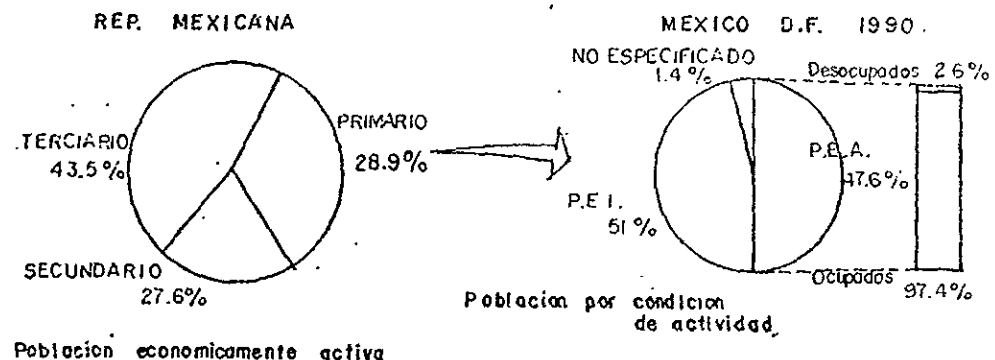 REP. MEXICANA
TERCIARIO
43.5%
PRIMARIO
28.9%
SECUNDARIO
27.6%
Poblacion economicamente activa
MEXICO D.F. 1990.
NO ESPECIFICADO
1.4%
Desocupados 2.6%
P.E.A.
47.6%
P.E I.
51%
Ocupados
97.4%
Poblacion por condicion
de actividad